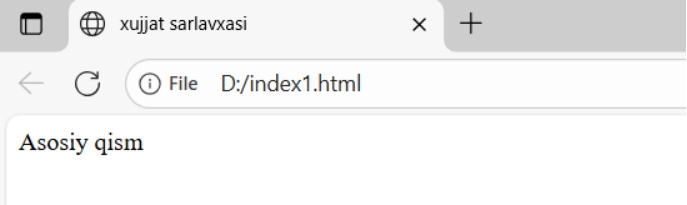 xujjat sarlavxasi
File D:/index1.html
Asosiy qism